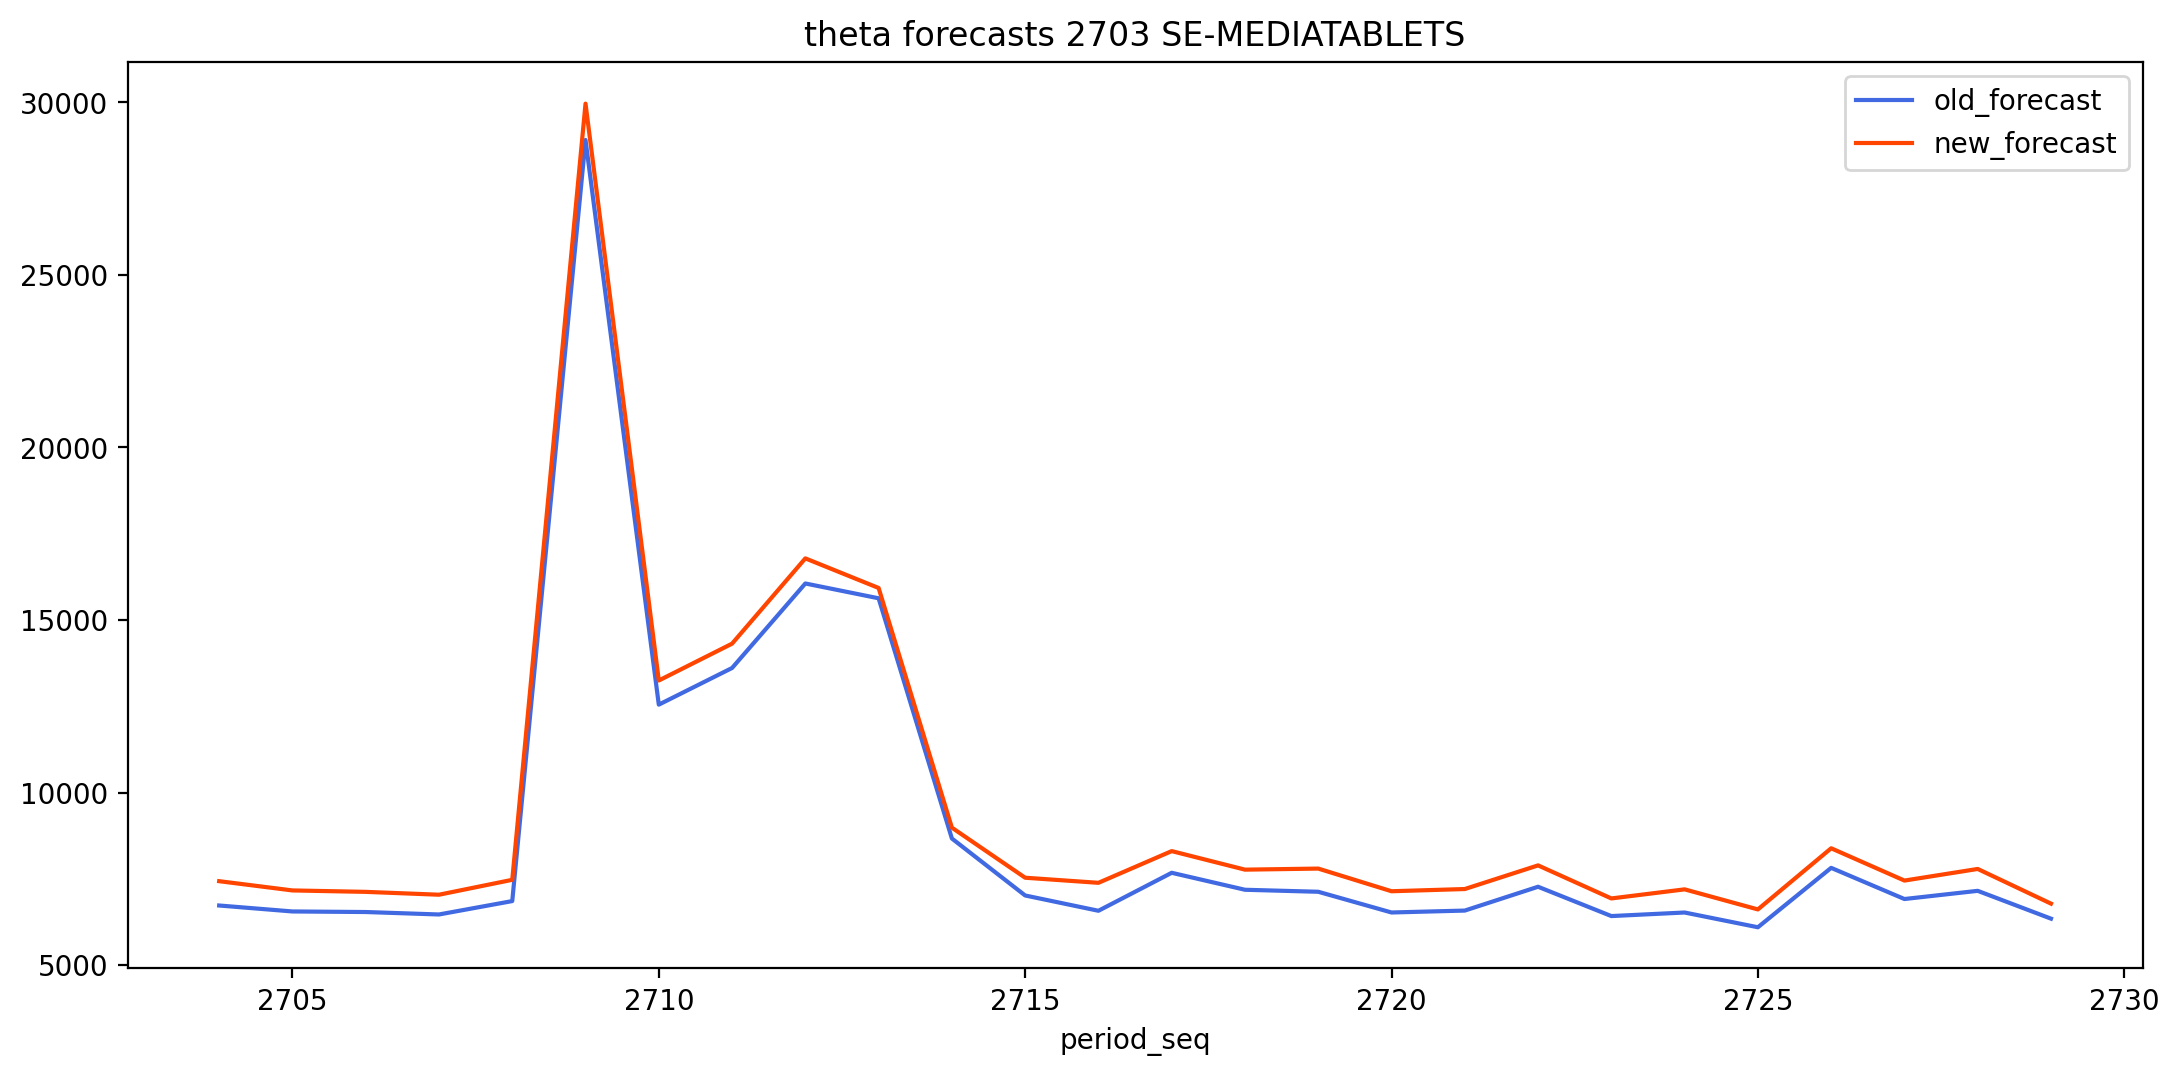 theta forecasts 2703 SE-MEDIATABLETS
old_forecast
new_forecast
30000
25000
20000
15000
10000
5000
2705 2710 2715 2720 2725 2730
period_seq